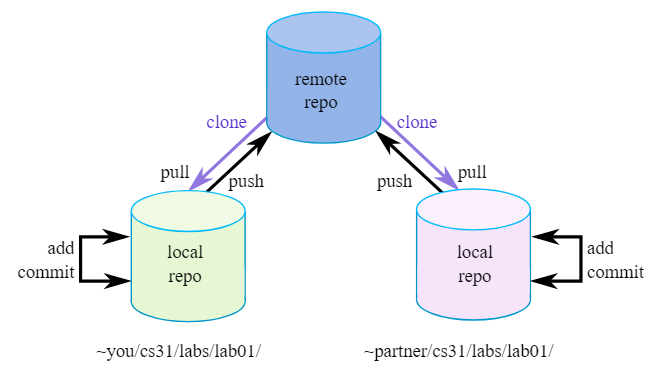 remote
repo
clone
clone
pull
push
push
pull
add
commit
local
repo
local
repo
add
commit
~you/cs31/labs/lab01/
~partner/cs31/labs/lab01/